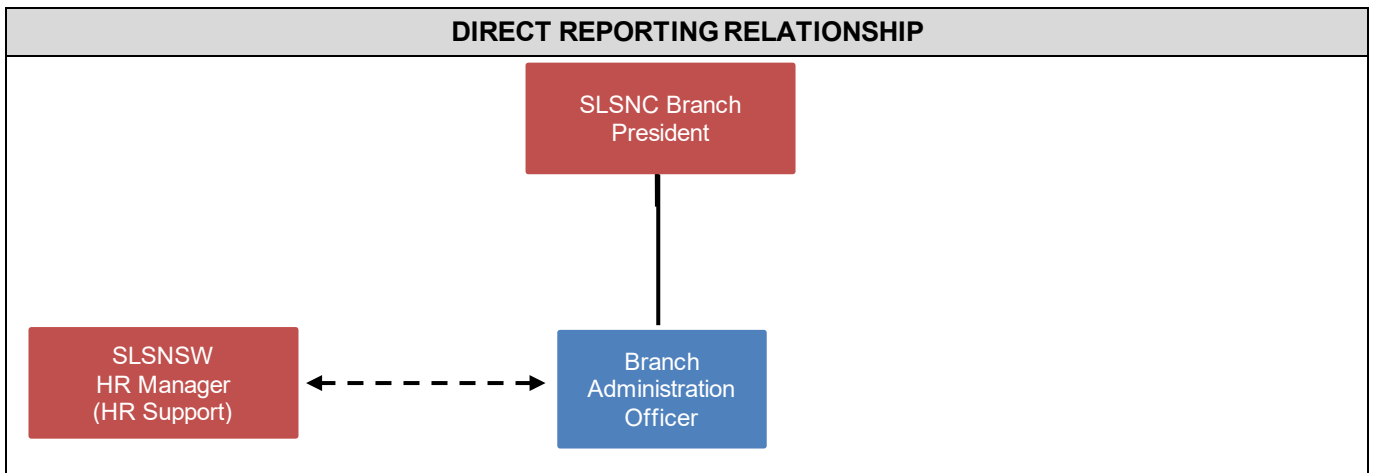 DIRECT REPORTING RELATIONSHIP
SLSNC Branch
President
SLSNSW
HR Manager
(HR Support)
Branch
Administration
Officer